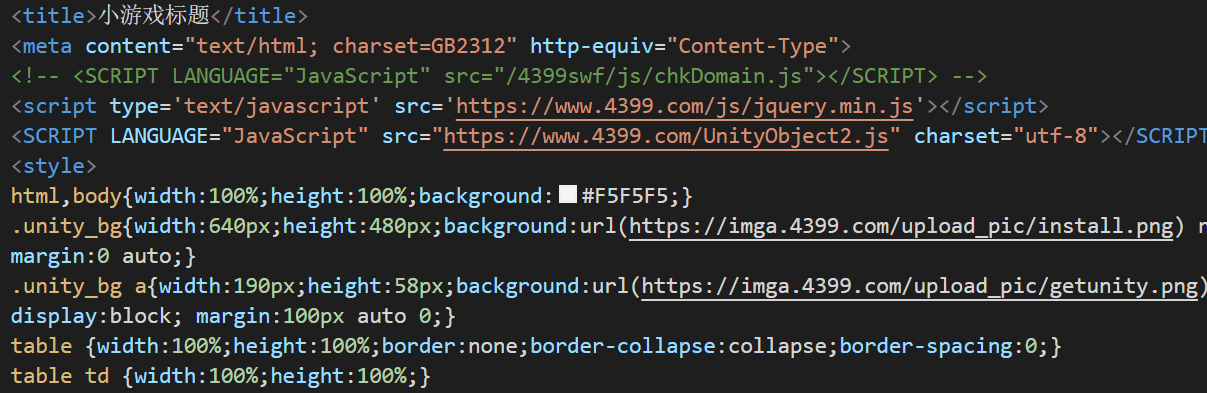 <title>小游戏标题</title>
<meta content="text/html; charset=GB2312" http-equiv="Content-Type">
<!-- <SCRIPT LANGUAGE="JavaScript" src="/4399swf/js/chkDomain.js"></SCRIPT> -->
<script type='text/javascript' src='https://www.4399.com/js/jquery.min.js'></script>
<SCRIPT LANGUAGE="JavaScript" src="https://www.4399.com/UnityObject2.js" charset="utf-8"></SCRIPT
<style>
html,body{width:100%;height:100%;background:#F5F5F5;}
.unity_bg{width:640px;height:480px;background:url(https://imga.4399.com/upload_pic/install.png) n
margin:0 auto;}
.unity_bg a{width:190px;height:58px;background:url(https://imga.4399.com/upload_pic/getunity.png)
display:block; margin:100px auto 0;}
table {width:100%;height:100%;border:none;border-collapse:collapse;border-spacing:0;}
table td {width:100%;height:100%;}